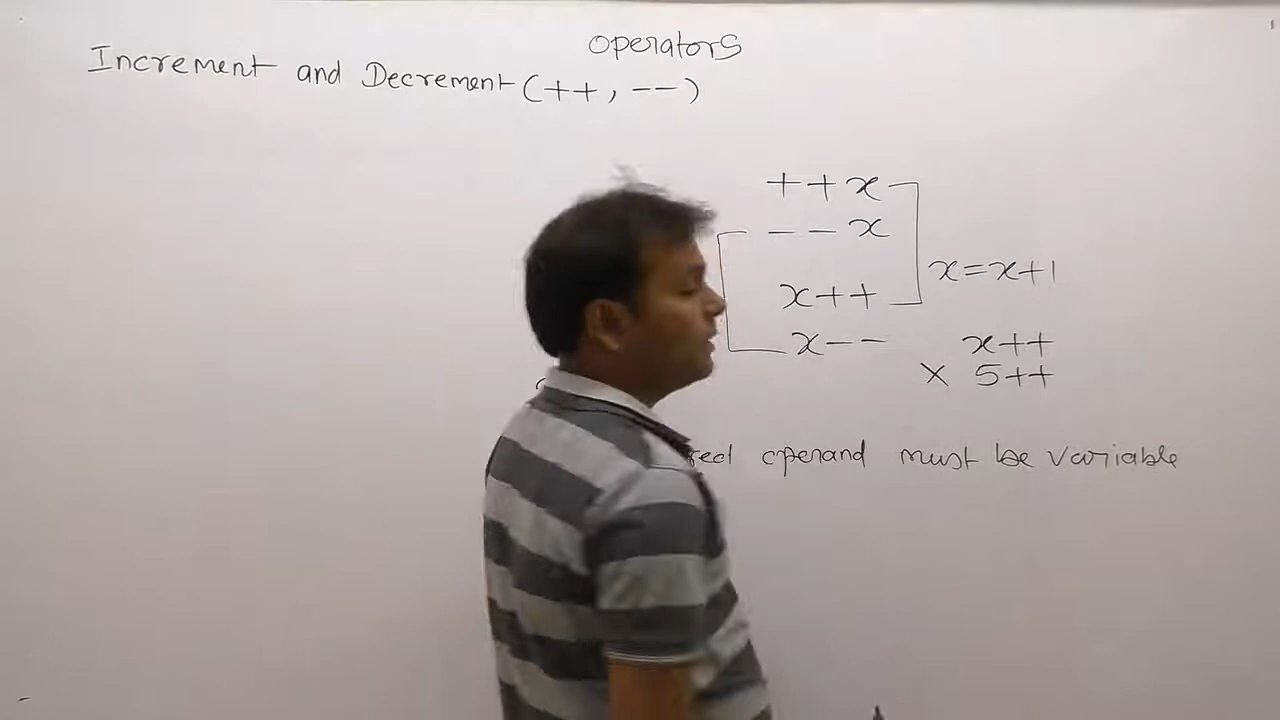 Operators
Increment and Decrement (++, --)
++x
--x
x=x+1
x++
x--
x++
× 5++
operand must be variable